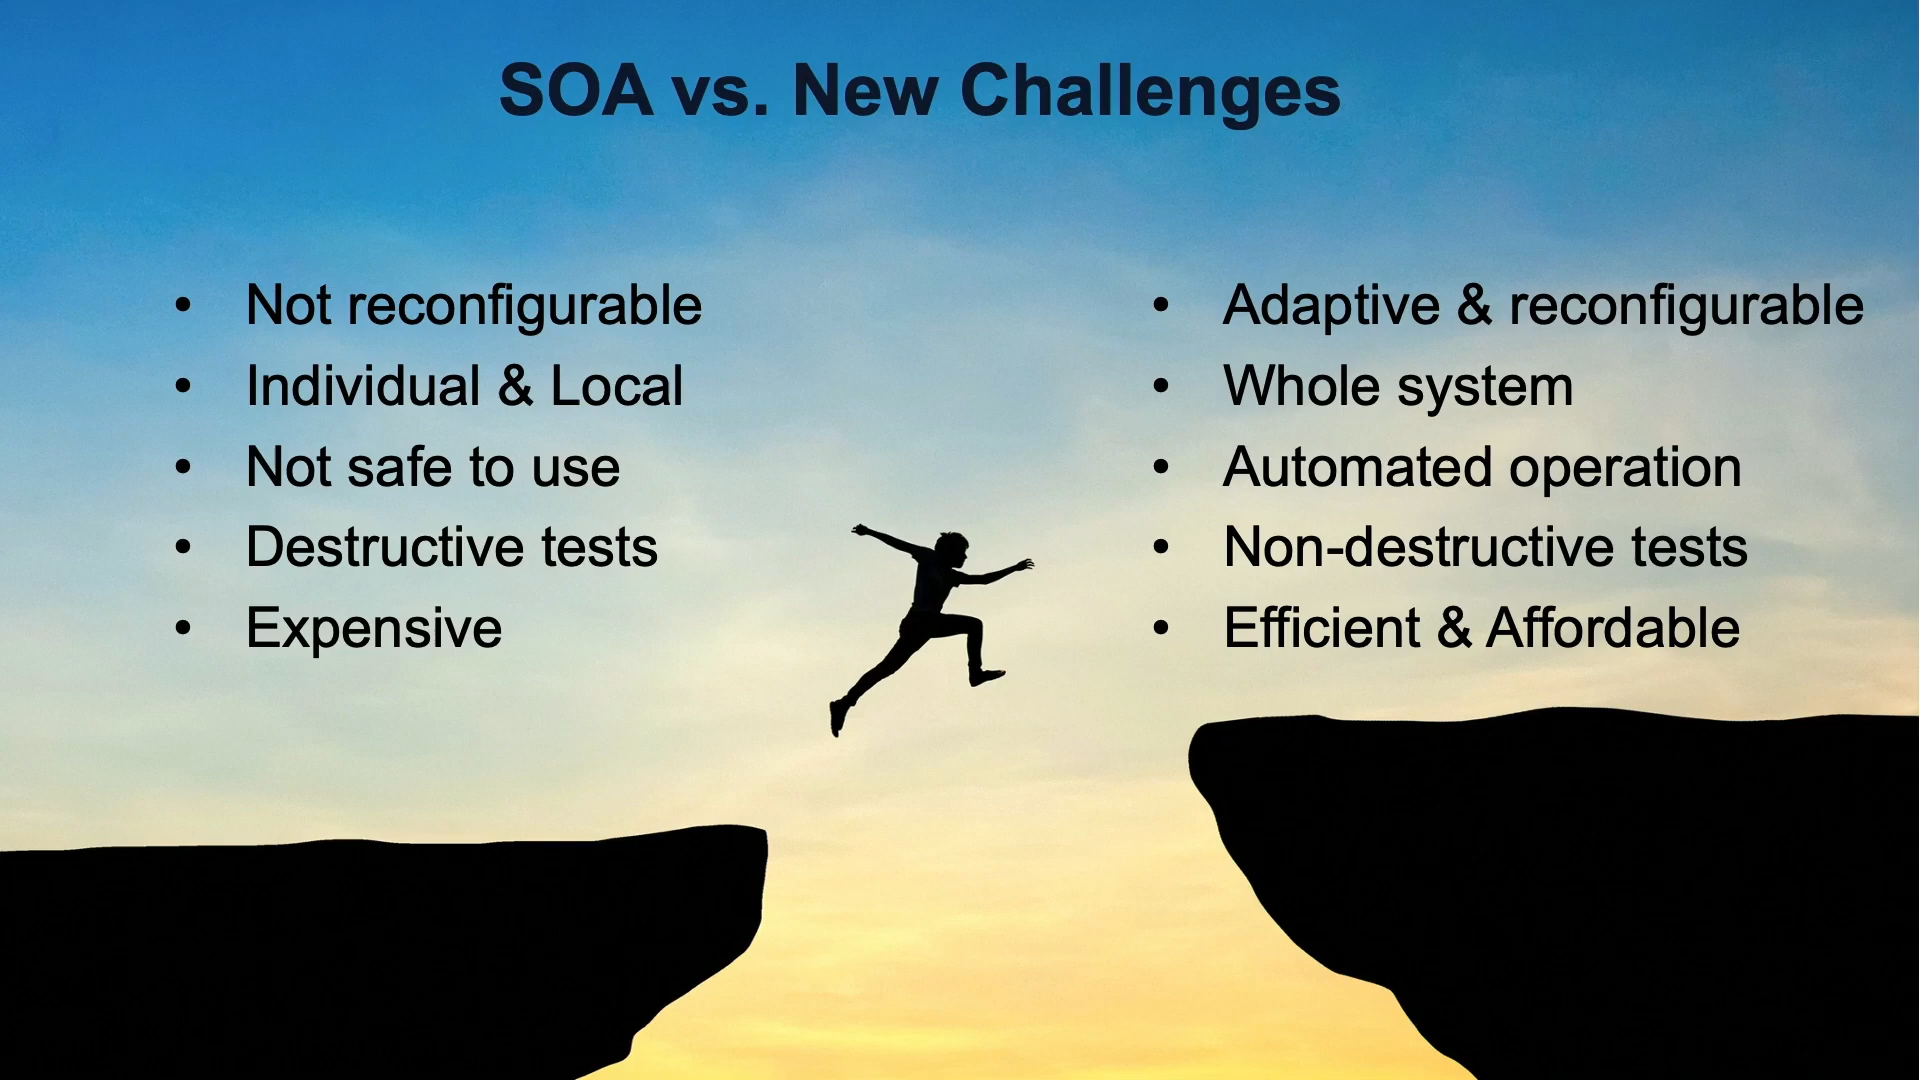 SOA vs. New Challenges
• Not reconfigurable
• Individual & Local
• Not safe to use
• Destructive tests
• Expensive
• Adaptive & reconfigurable
• Whole system
• Automated operation
• Non-destructive tests
• Efficient & Affordable